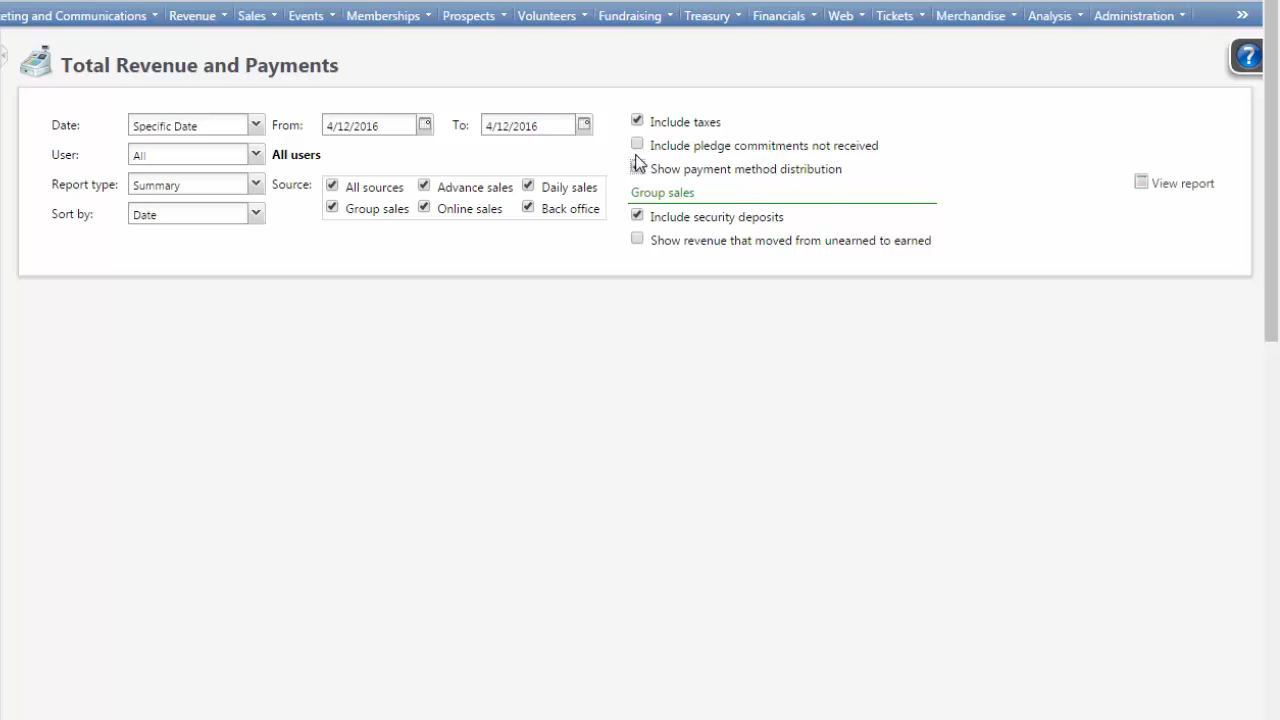 eting and Communications Revenue Sales Events Memberships Prospects Volunteers Fundraising Treasury Financials Web Tickets Merchandise Analysis Administration »
Total Revenue and Payments
?
Date: Specific Date From: 4/12/2016 To: 4/12/2016
User: All All users
Report type: Summary Source: All sources Advance sales Daily sales
Sort by: Date Group sales Online sales Back office
Include taxes
Include pledge commitments not received
Show payment method distribution
Group sales
Include security deposits
Show revenue that moved from unearned to earned
View report